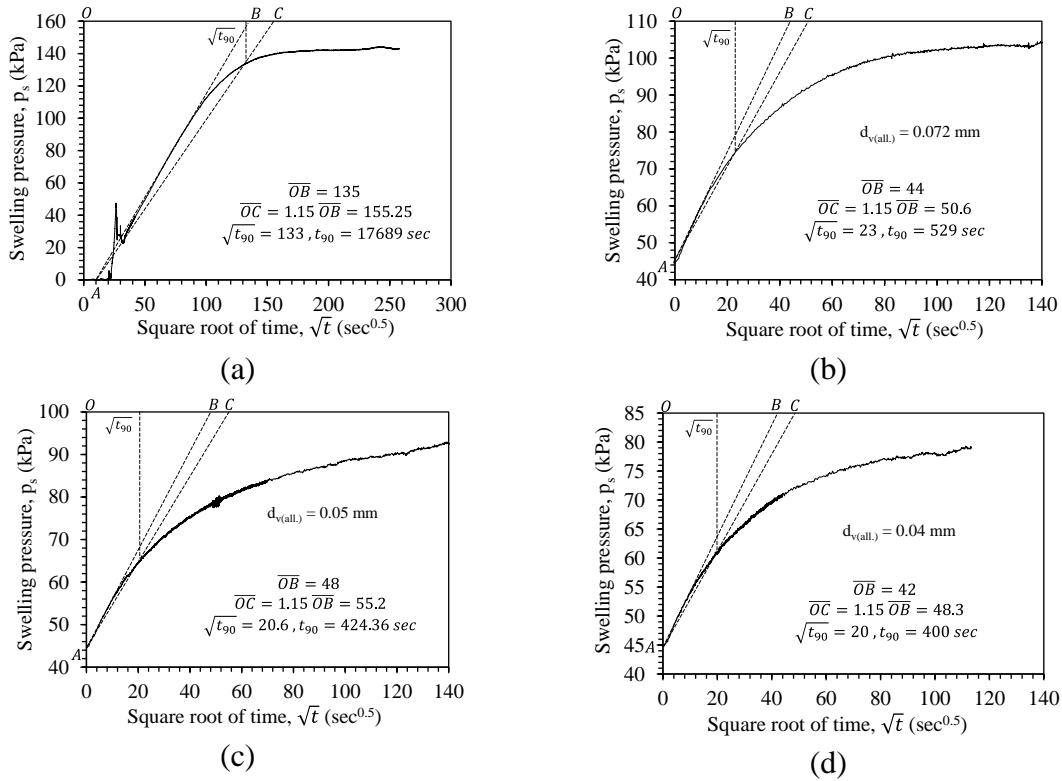 O B C
160
140
120
100
80
60
40
20
0
Swelling pressure, pₛ (kPa)
√t₉₀
OB = 135
OC = 1.15 OB = 155.25
√t₉₀ = 133 , t₉₀ = 17689 sec
A
0 50 100 150 200 250 300
Square root of time, √t (sec⁰·⁵)
(a)
O B C
110
100
90
80
70
60
50
40
Swelling pressure, pₛ (kPa)
√t₉₀
dᵥ(all.) = 0.072 mm
OB = 44
OC = 1.15 OB = 50.6
√t₉₀ = 23 , t₉₀ = 529 sec
A
0 20 40 60 80 100 120 140
Square root of time, √t (sec⁰·⁵)
(b)
O B C
100
90
80
70
60
50
40
Swelling pressure, pₛ (kPa)
√t₉₀
dᵥ(all.) = 0.05 mm
OB = 48
OC = 1.15 OB = 55.2
√t₉₀ = 20.6 , t₉₀ = 424.36 sec
A
0 20 40 60 80 100 120 140
Square root of time, √t (sec⁰·⁵)
(c)
O B C
85
80
75
70
65
60
55
50
45
40
Swelling pressure, pₛ (kPa)
√t₉₀
dᵥ(all.) = 0.04 mm
OB = 42
OC = 1.15 OB = 48.3
√t₉₀ = 20 , t₉₀ = 400 sec
A
0 20 40 60 80 100 120 140
Square root of time, √t (sec⁰·⁵)
(d)